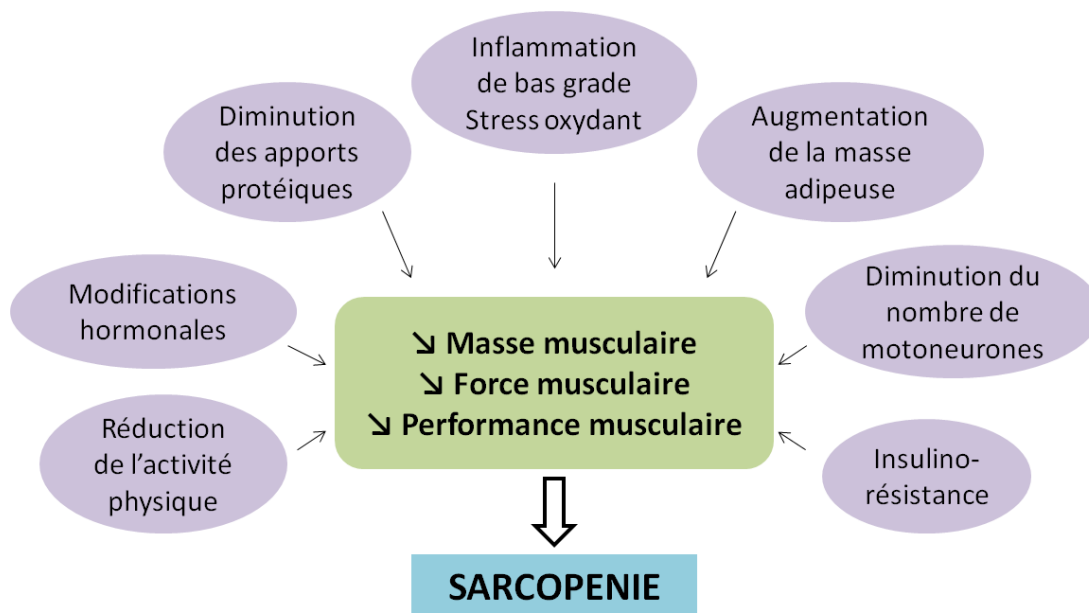 Inflammation
de bas grade
Stress oxydant
Diminution
des apports
protéiques
Augmentation
de la masse
adipeuse
Modifications
hormonales
Diminution du
nombre de
motoneurones
↘ Masse musculaire
↘ Force musculaire
↘ Performance musculaire
Réduction
de l’activité
physique
Insulino-
résistance
SARCOPENIE